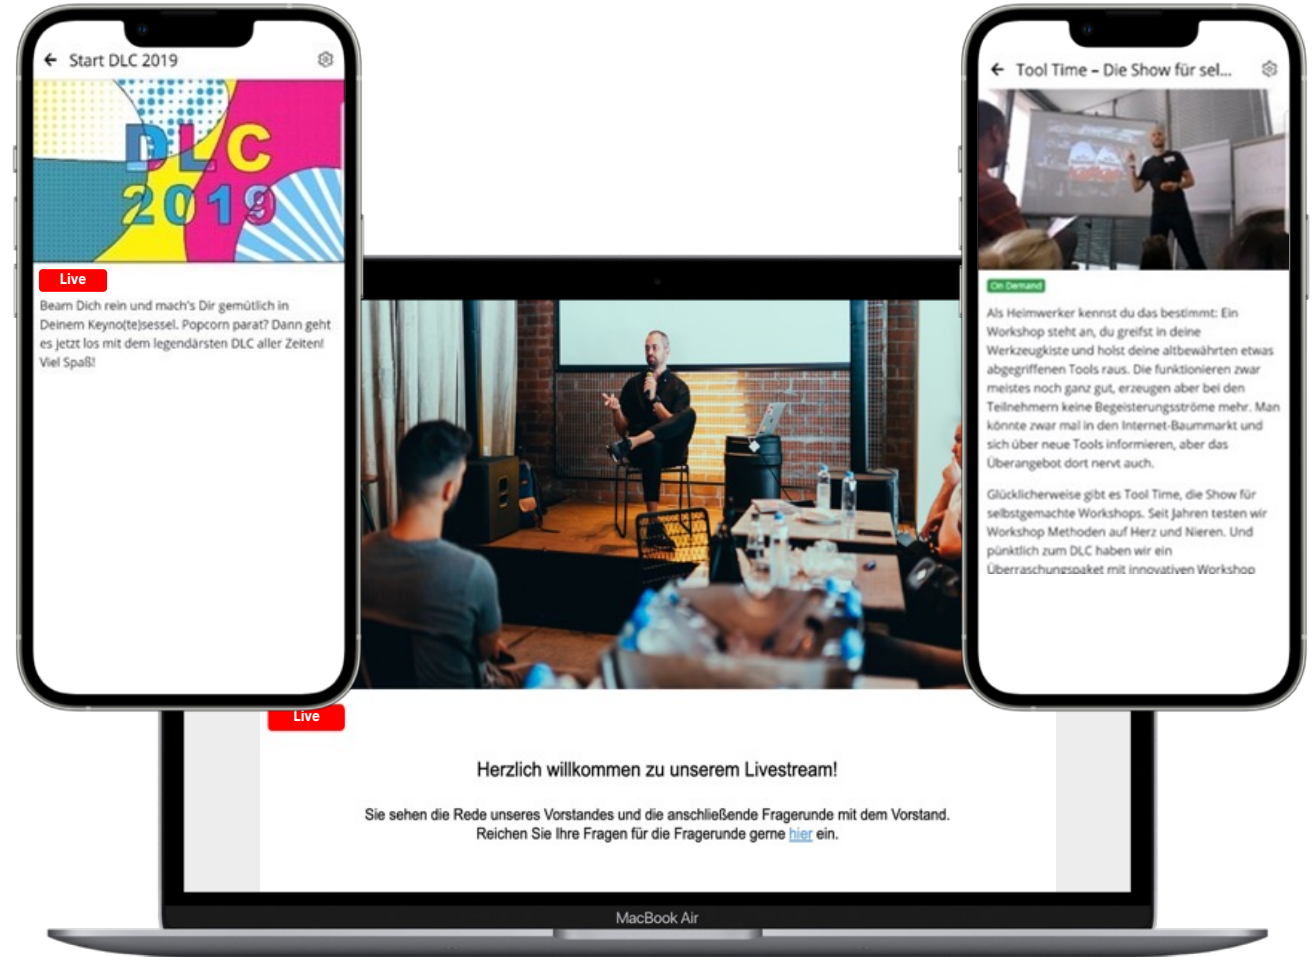 Start DLC 2019
DLC
2019
Live
Beam Dich rein und mach's Dir gemütlich in
Deinem Keyno(te)sessel. Popcorn parat? Dann geht
es jetzt los mit dem legendärsten DLC aller Zeiten!
Viel Spaß!
Tool Time – Die Show für sel...
On Demand
Als Heimwerker kennst du das bestimmt: Ein
Workshop steht an, du greifst in deine
Werkzeugkiste und holst deine altbewährten etwas
abgegriffenen Tools raus. Die funktionieren zwar
meistes noch ganz gut, erzeugen aber bei den
Teilnehmern keine Begeisterungsströme mehr. Man
könnte zwar mal in den Internet-Baummarkt und
sich über neue Tools informieren, aber das
Überangebot dort nervt auch.
Glücklicherweise gibt es Tool Time, die Show für
selbstgemachte Workshops. Seit Jahren testen wir
Workshop Methoden auf Herz und Nieren. Und
pünktlich zum DLC haben wir ein
Überraschungspaket mit innovativen Workshop
Live
Herzlich willkommen zu unserem Livestream!
Sie sehen die Rede unseres Vorstandes und die anschließende Fragerunde mit dem Vorstand.
Reichen Sie Ihre Fragen für die Fragerunde gerne hier ein.
MacBook Air